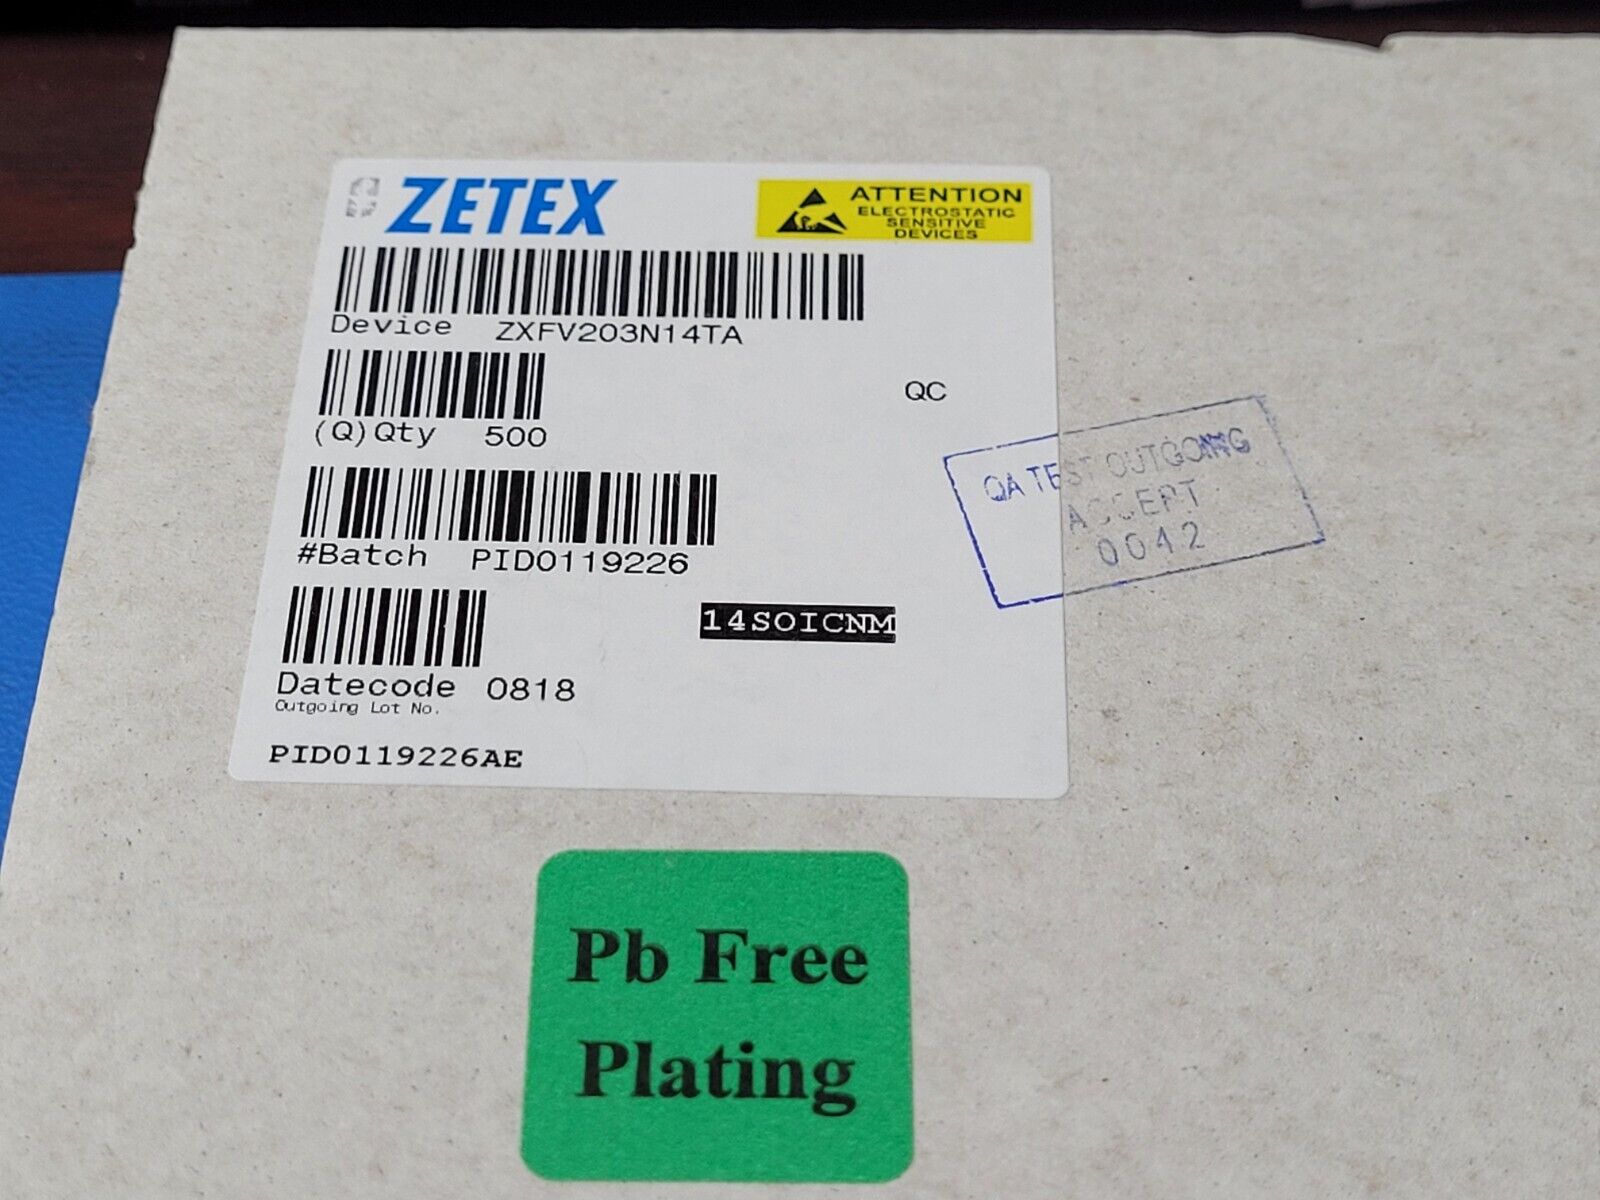 ZETEX
ATTENTION
ELECTROSTATIC
SENSITIVE
DEVICES
Device ZXFV203N14TA
(Q)Qty 500
QC
QA TEST OUTGOING
ACCEPT
0042
#Batch PID0119226
14SOICNM
Datecode 0818
Outgoing Lot No.
PID0119226AE
Pb Free
Plating